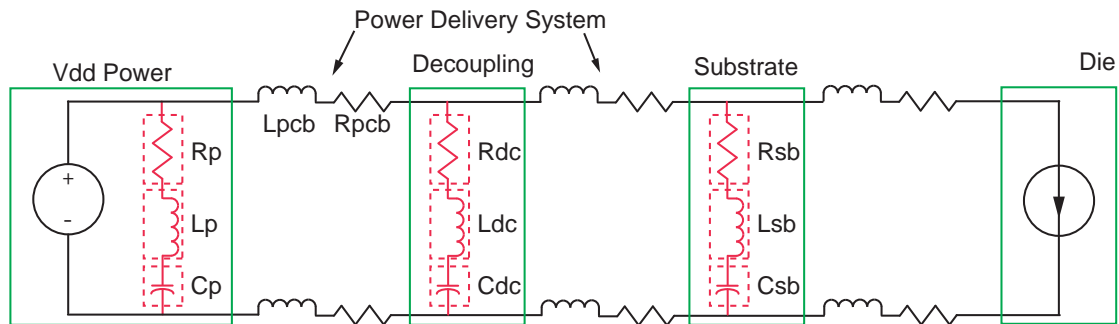 Power Delivery System
Vdd Power
Decoupling
Substrate
Die
Lpcb
Rpcb
Rp
Rdc
Rsb
+
-
Lp
Ldc
Lsb
Cp
Cdc
Csb